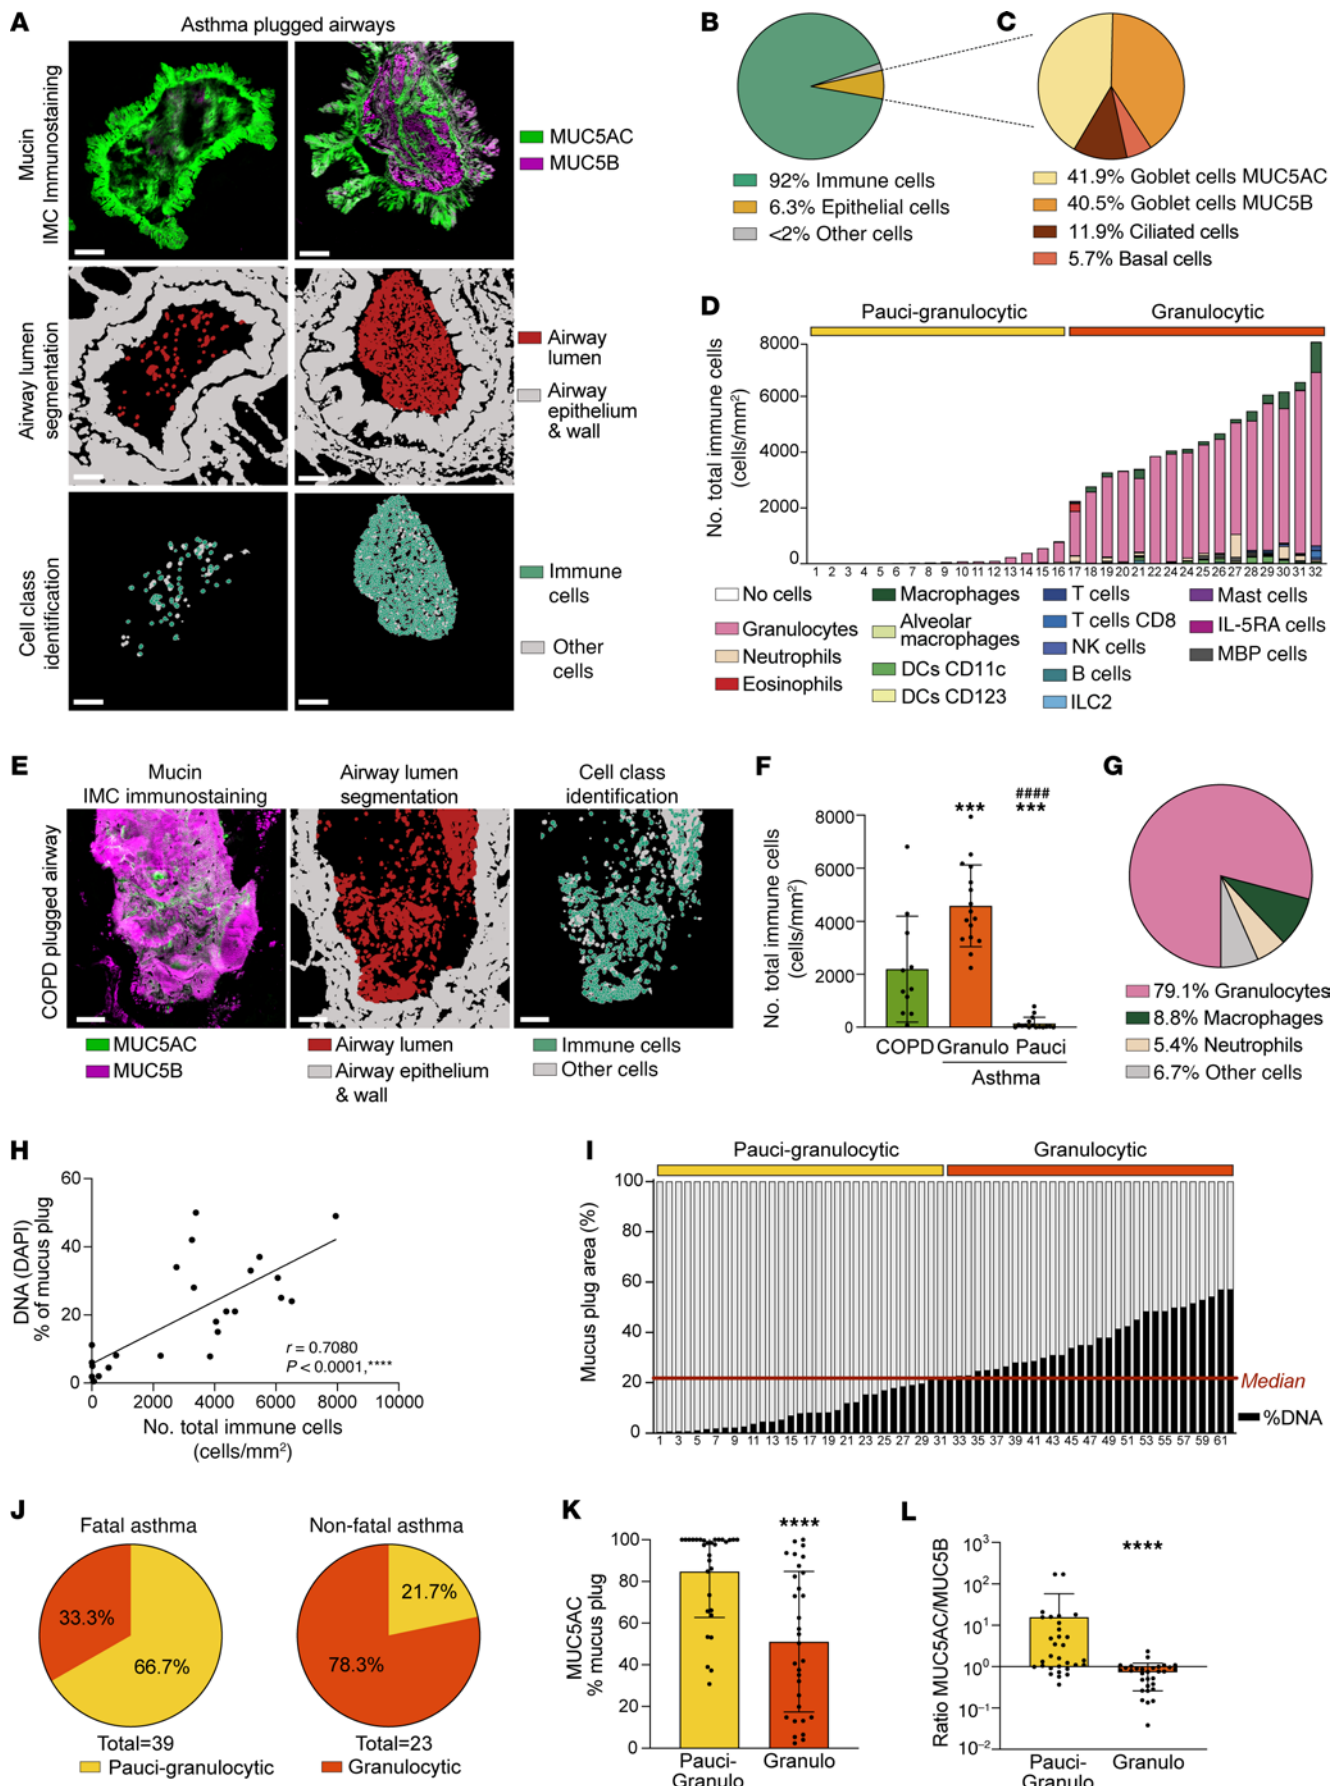 A
Asthma plugged airways
Mucin
IMC Immunostaining
MUC5AC
MUC5B
Airway lumen
segmentation
Airway
lumen
Airway
epithelium
& wall
Cell class
identification
Immune
cells
Other
cells
B
92% Immune cells
6.3% Epithelial cells
<2% Other cells
C
41.9% Goblet cells MUC5AC
40.5% Goblet cells MUC5B
11.9% Ciliated cells
5.7% Basal cells
D
Pauci-granulocytic
Granulocytic
No. total immune cells
(cells/mm²)
8000
6000
4000
2000
0
1 2 3 4 5 6 7 8 9 10 11 12 13 14 15 16 17 18 19 20 21 22 24 24 25 26 27 28 29 30 31 32
No cells
Granulocytes
Neutrophils
Eosinophils
Macrophages
Alveolar
macrophages
DCs CD11c
DCs CD123
T cells
T cells CD8
NK cells
B cells
ILC2
Mast cells
IL-5RA cells
MBP cells
E
Mucin
IMC immunostaining
Airway lumen
segmentation
Cell class
identification
COPD plugged airway
MUC5AC
MUC5B
Airway lumen
Airway epithelium
& wall
Immune cells
Other cells
F
No. total immune cells
(cells/mm²)
8000
6000
4000
2000
0
***
####
***
COPD Granulo Pauci
Asthma
G
79.1% Granulocytes
8.8% Macrophages
5.4% Neutrophils
6.7% Other cells
H
DNA (DAPI)
% of mucus plug
60
40
20
0
r = 0.7080
P < 0.0001,****
0 2000 4000 6000 8000 10000
No. total immune cells
(cells/mm²)
I
Pauci-granulocytic
Granulocytic
Mucus plug area (%)
100
80
60
40
20
0
Median
%DNA
1 3 5 7 9 11 13 15 17 19 21 23 25 27 29 31 33 35 37 39 41 43 45 47 49 51 53 55 57 59 61
J
Fatal asthma
33.3%
66.7%
Total=39
Non-fatal asthma
21.7%
78.3%
Total=23
Pauci-granulocytic
Granulocytic
K
MUC5AC
% mucus plug
100
80
60
40
20
0
****
Pauci-
Granulo
Granulo
L
Ratio MUC5AC/MUC5B
10³
10²
10¹
10⁰
10⁻¹
10⁻²
****
Pauci-
Granulo
Granulo